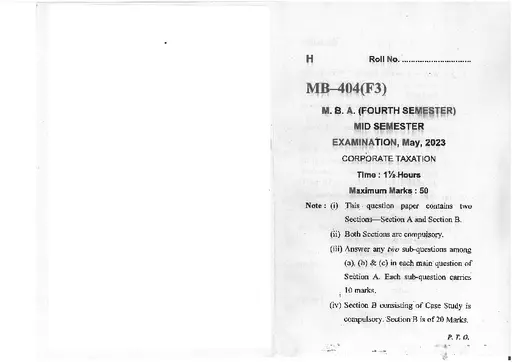 H Roll No. ..............................
MB–404(F3)
M. B. A. (FOURTH SEMESTER)
MID SEMESTER
EXAMINATION, May, 2023
CORPORATE TAXATION
Time : 1½ Hours
Maximum Marks : 50
Note : (i) This question paper contains two
Sections—Section A and Section B.
(ii) Both Sections are compulsory.
(iii) Answer any two sub-questions among
(a), (b) & (c) in each main question of
Section A. Each sub-question carries
10 marks.
(iv) Section B consisting of Case Study is
compulsory. Section B is of 20 Marks.
P. T. O.